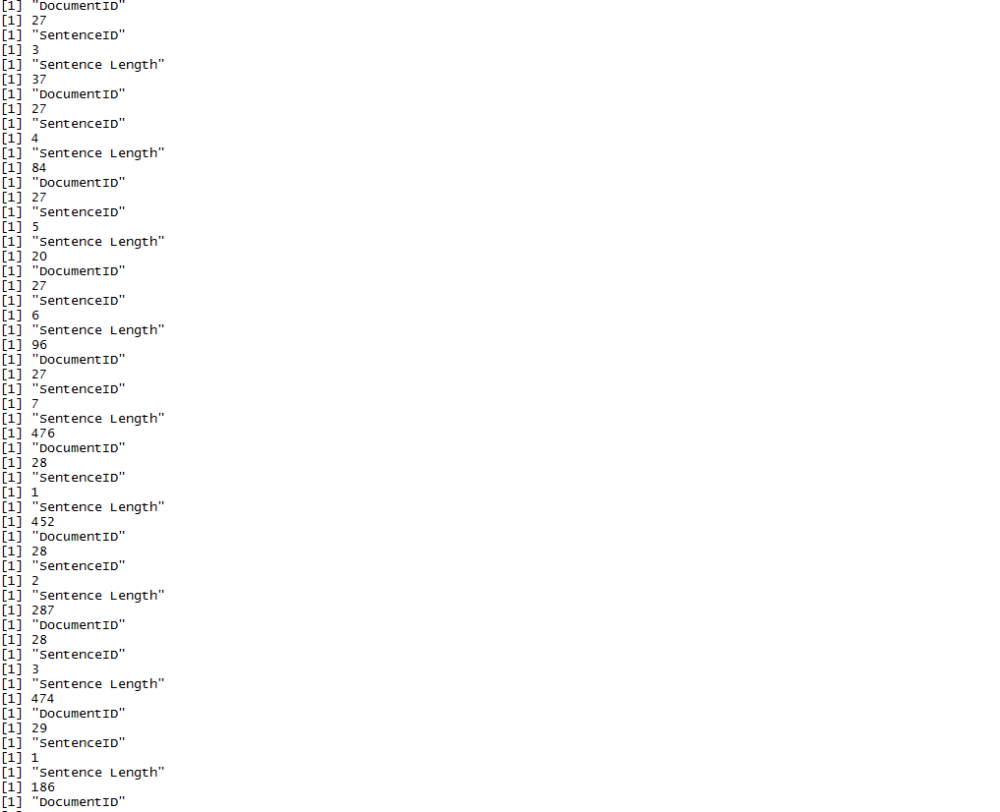 [1] "DocumentID"
[1] 27
[1] "SentenceID"
[1] 3
[1] "Sentence Length"
[1] 37
[1] "DocumentID"
[1] 27
[1] "SentenceID"
[1] 4
[1] "Sentence Length"
[1] 84
[1] "DocumentID"
[1] 27
[1] "SentenceID"
[1] 5
[1] "Sentence Length"
[1] 20
[1] "DocumentID"
[1] 27
[1] "SentenceID"
[1] 6
[1] "Sentence Length"
[1] 96
[1] "DocumentID"
[1] 27
[1] "SentenceID"
[1] 7
[1] "Sentence Length"
[1] 476
[1] "DocumentID"
[1] 28
[1] "SentenceID"
[1] 1
[1] "Sentence Length"
[1] 452
[1] "DocumentID"
[1] 28
[1] "SentenceID"
[1] 2
[1] "Sentence Length"
[1] 287
[1] "DocumentID"
[1] 28
[1] "SentenceID"
[1] 3
[1] "Sentence Length"
[1] 474
[1] "DocumentID"
[1] 29
[1] "SentenceID"
[1] 1
[1] "Sentence Length"
[1] 186
[1] "DocumentID"